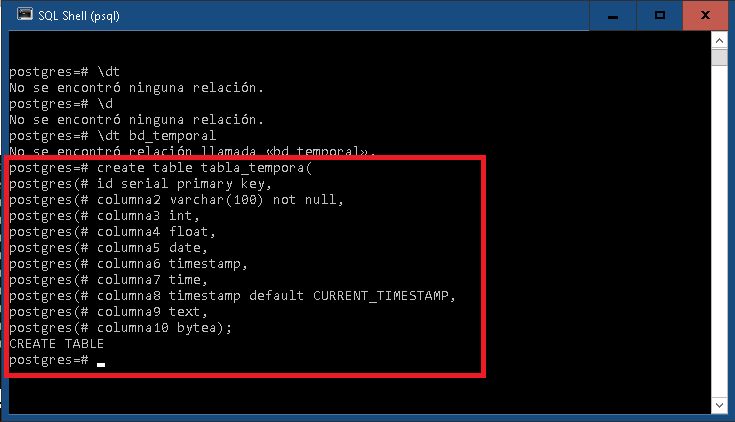 SQL Shell (psql)
postgres=# \dt
No se encontró ninguna relación.
postgres=# \d
No se encontró ninguna relación.
postgres=# \dt bd_temporal
No se encontró relación llamada «bd_temporal».
postgres=# create table tabla_tempora(
postgres(# id serial primary key,
postgres(# columna2 varchar(100) not null,
postgres(# columna3 int,
postgres(# columna4 float,
postgres(# columna5 date,
postgres(# columna6 timestamp,
postgres(# columna7 time,
postgres(# columna8 timestamp default CURRENT_TIMESTAMP,
postgres(# columna9 text,
postgres(# columna10 bytea);
CREATE TABLE
postgres=#